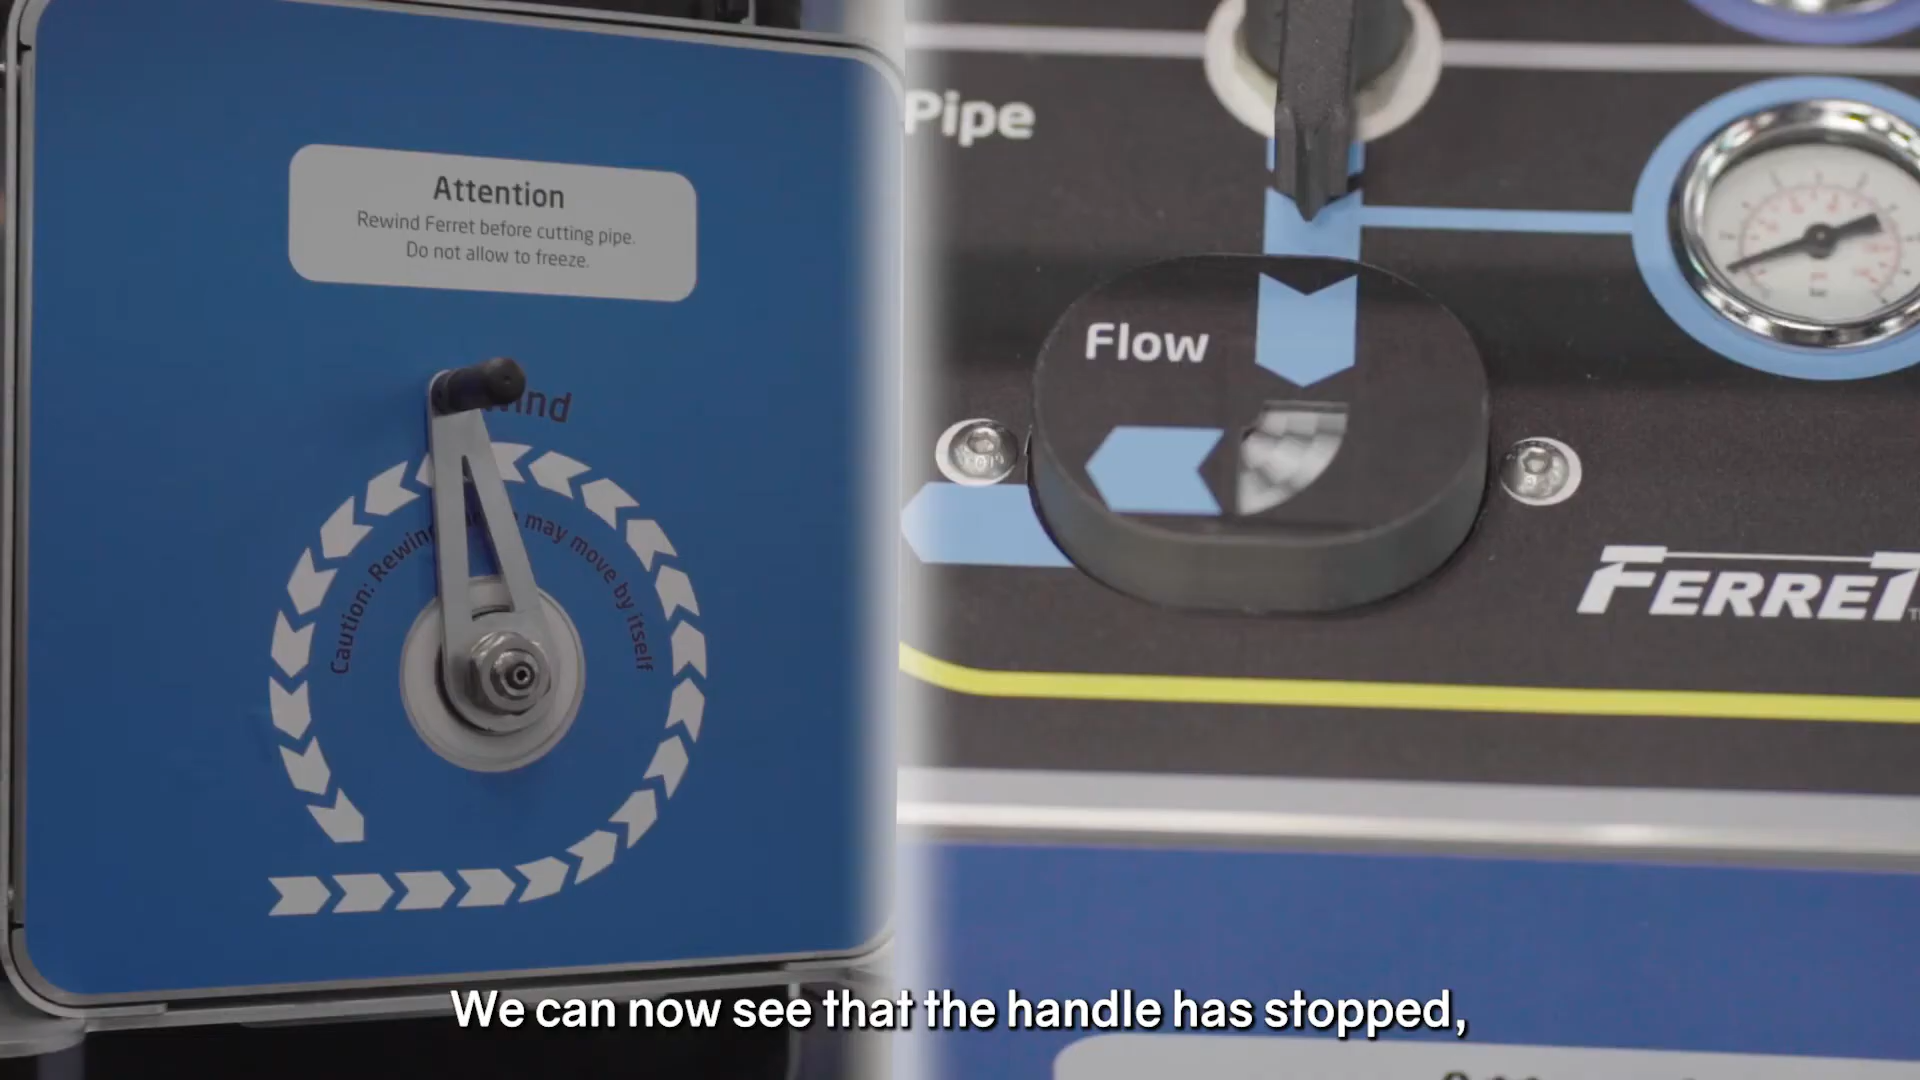 Attention
Rewind Ferret before cutting pipe.
Do not allow to freeze.
Caution: may move by itself
Pipe
Flow
FERRET
We can now see that the handle has stopped,